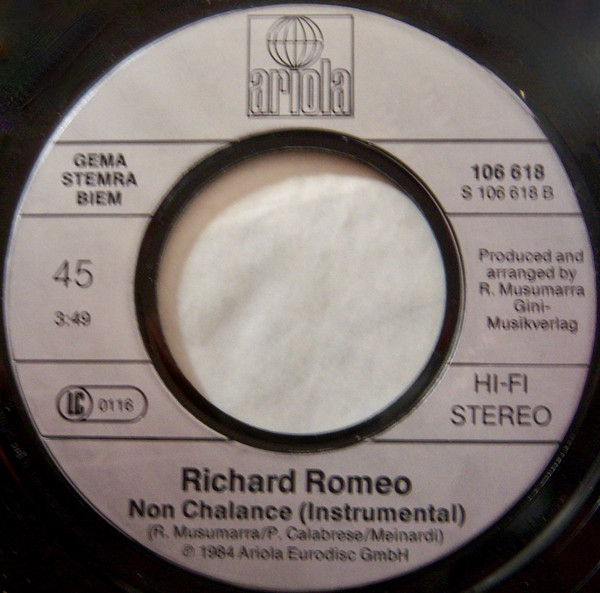 ariola
GEMA
STEMRA
BIEM
106 618
S 106 618 B
45
3:49
Produced and
arranged by
R. Musumarra
Gini-
Musikverlag
LC 0116
HI-FI
STEREO
Richard Romeo
Non Chalance (Instrumental)
(R. Musumarra/P. Calabrese/Meinardi)
℗ 1984 Ariola Eurodisc GmbH